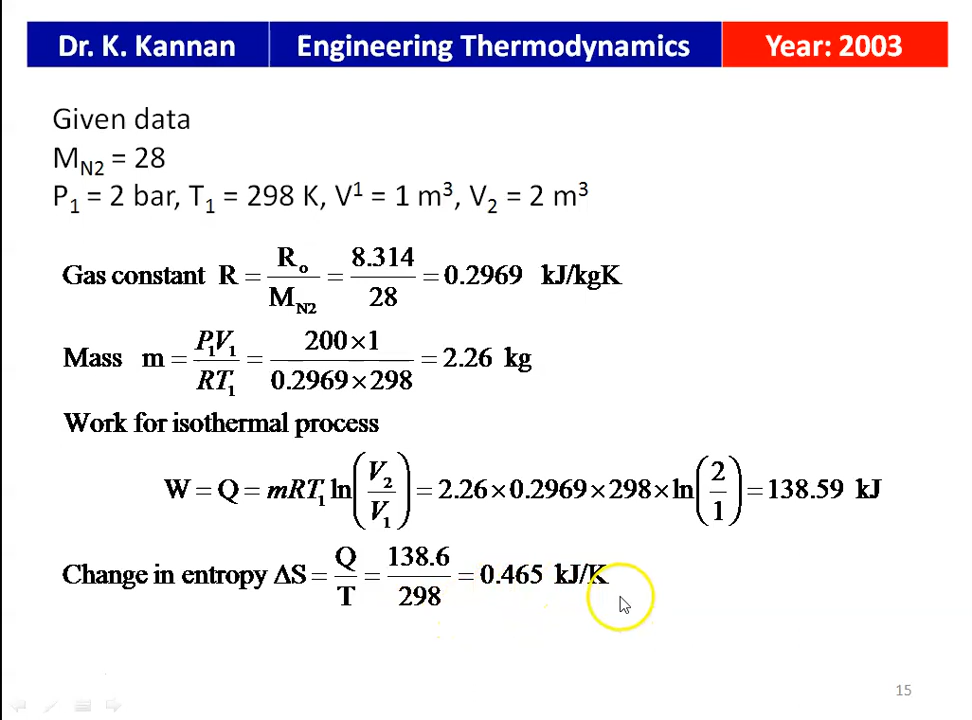 Dr. K. Kannan Engineering Thermodynamics Year: 2003
Given data
M_N2 = 28
P_1 = 2 bar, T_1 = 298 K, V^1 = 1 m^3, V_2 = 2 m^3
Gas constant R = R_o / M_N2 = 8.314 / 28 = 0.2969 kJ/kgK
Mass m = P_1V_1 / RT_1 = 200 × 1 / 0.2969 × 298 = 2.26 kg
Work for isothermal process
W = Q = mRT_1 ln(V_2 / V_1) = 2.26 × 0.2969 × 298 × ln(2 / 1) = 138.59 kJ
Change in entropy ΔS = Q / T = 138.6 / 298 = 0.465 kJ/K
15